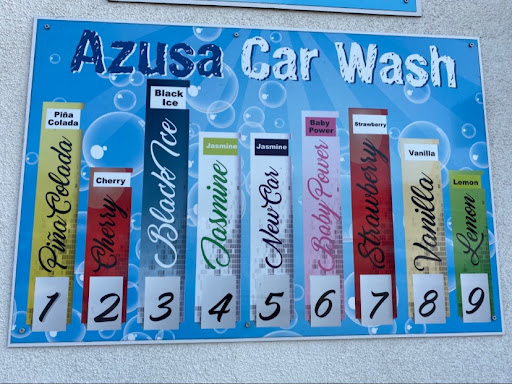 Azusa Car Wash
Piña
Colada
Piña Colada
1
Cherry
Cherry
2
Black
Ice
Black Ice
3
Jasmine
Jasmine
4
Jasmine
New Car
5
Baby
Power
Baby Power
6
Strawberry
Strawberry
7
Vanilla
Vanilla
8
Lemon
Lemon
9